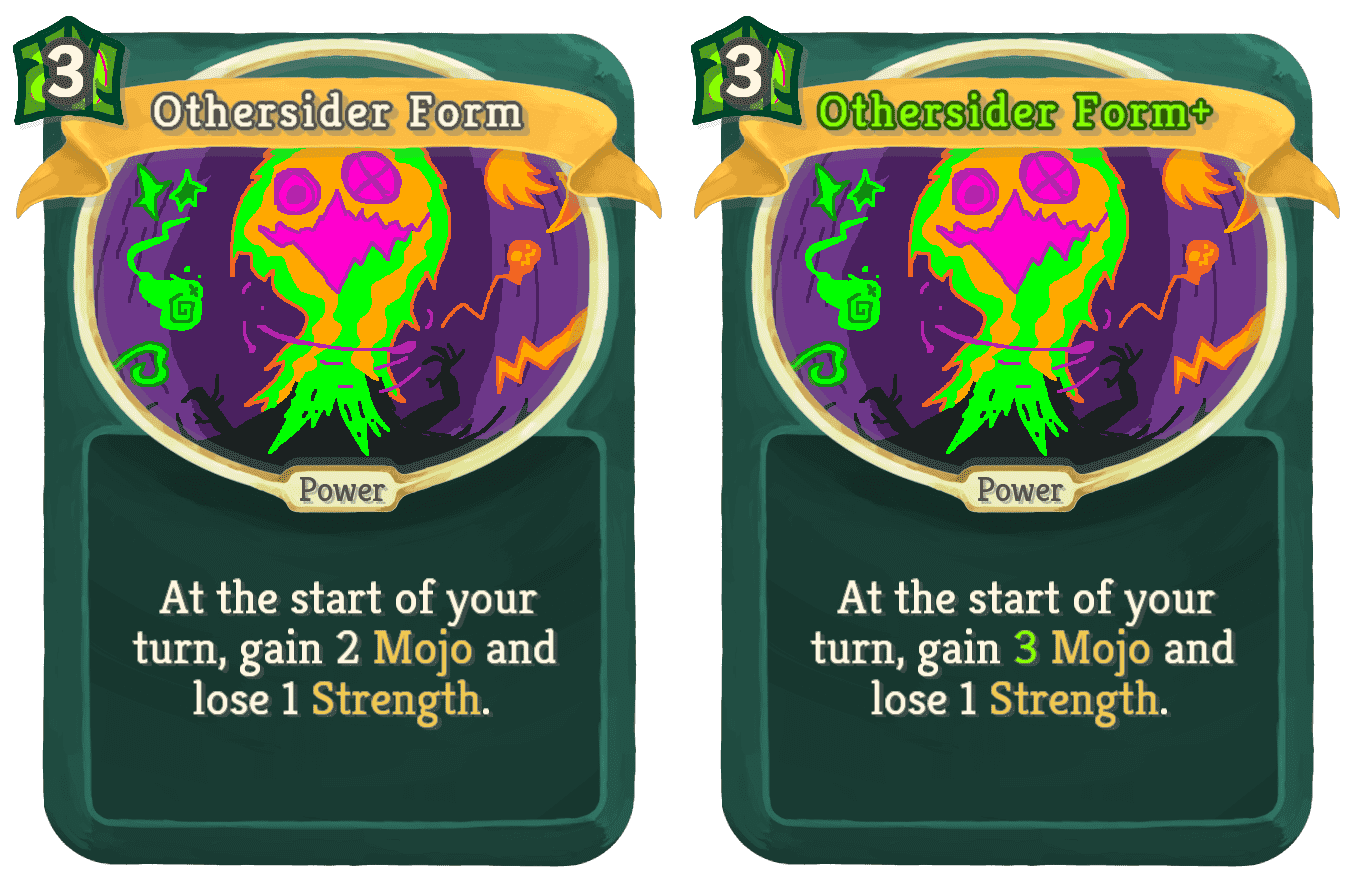 3
Othersider Form
Power
At the start of your
turn, gain 2 Mojo and
lose 1 Strength.
3
Othersider Form+
Power
At the start of your
turn, gain 3 Mojo and
lose 1 Strength.